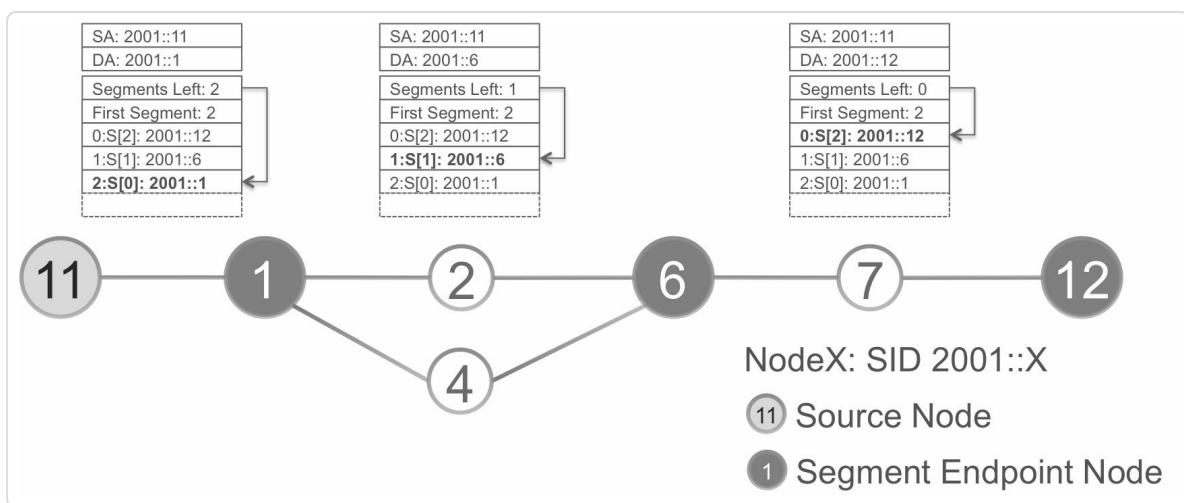 SA: 2001::11
DA: 2001::1
Segments Left: 2
First Segment: 2
0:S[2]: 2001::12
1:S[1]: 2001::6
2:S[0]: 2001::1
SA: 2001::11
DA: 2001::6
Segments Left: 1
First Segment: 2
0:S[2]: 2001::12
1:S[1]: 2001::6
2:S[0]: 2001::1
SA: 2001::11
DA: 2001::12
Segments Left: 0
First Segment: 2
0:S[2]: 2001::12
1:S[1]: 2001::6
2:S[0]: 2001::1
11 1 2 6 7 12
4
NodeX: SID 2001::X
11 Source Node
1 Segment Endpoint Node